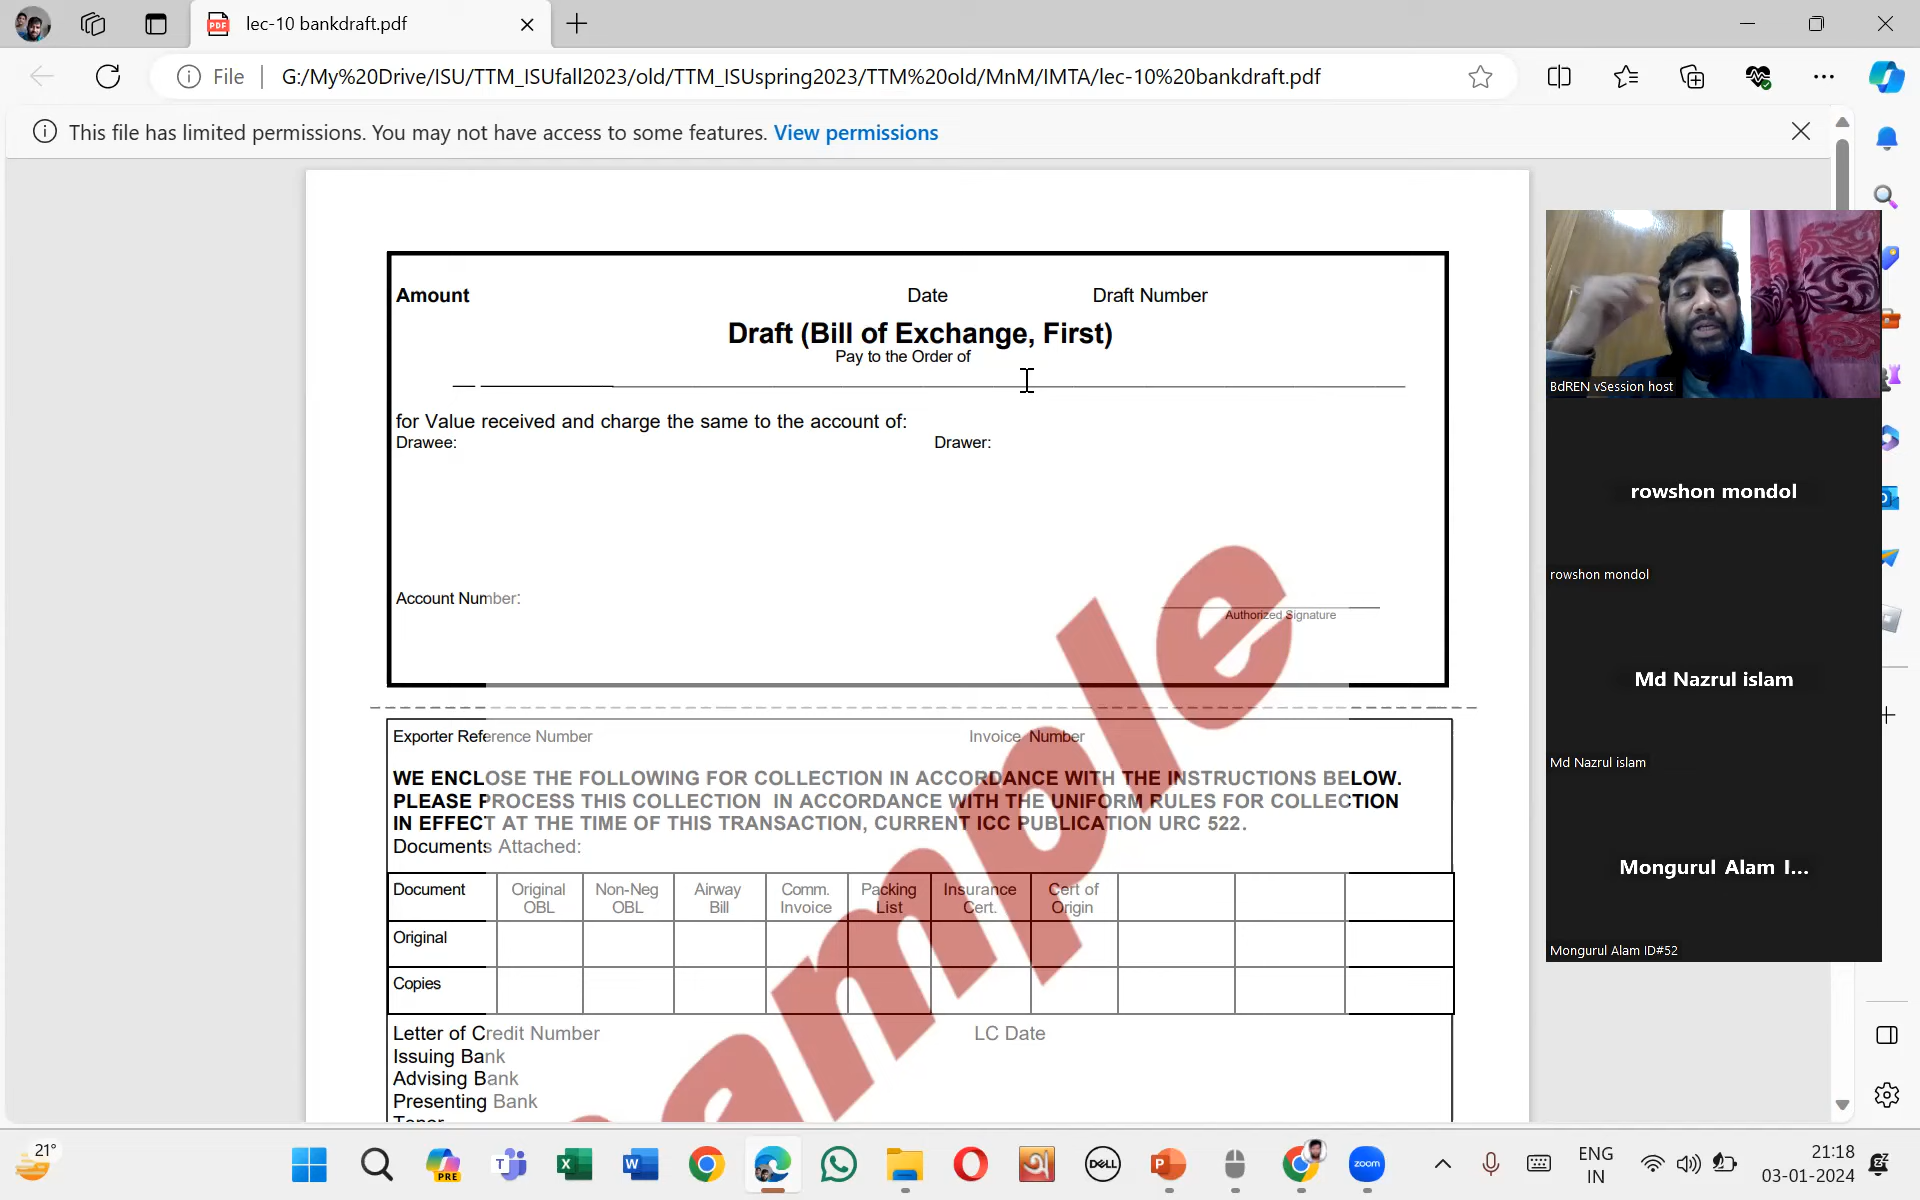 lec-10 bankdraft.pdf
File
G:/My%20Drive/ISU/TTM_ISUfall2023/old/TTM_ISUspring2023/TTM%20old/MnM/IMTA/lec-10%20bankdraft.pdf
This file has limited permissions. You may not have access to some features. View permissions
Amount Date Draft Number
Draft (Bill of Exchange, First)
Pay to the Order of
for Value received and charge the same to the account of:
Drawee: Drawer:
Account Number:
Authorized Signature
Exporter Reference Number Invoice Number
WE ENCLOSE THE FOLLOWING FOR COLLECTION IN ACCORDANCE WITH THE INSTRUCTIONS BELOW.
PLEASE PROCESS THIS COLLECTION IN ACCORDANCE WITH THE UNIFORM RULES FOR COLLECTION
IN EFFECT AT THE TIME OF THIS TRANSACTION, CURRENT ICC PUBLICATION URC 522.
Documents Attached:
Document Original OBL Non-Neg OBL Airway Bill Comm. Invoice Packing List Insurance Cert. Cert of Origin
Original
Copies
Letter of Credit Number LC Date
Issuing Bank
Advising Bank
Presenting Bank
Tenor
BdREN vSession host
rowshon mondol
rowshon mondol
Md Nazrul islam
Md Nazrul islam
Mongurul Alam I...
Mongurul Alam ID#52
21°
PRE
DELL
zoom
ENG
IN
21:18
03-01-2024